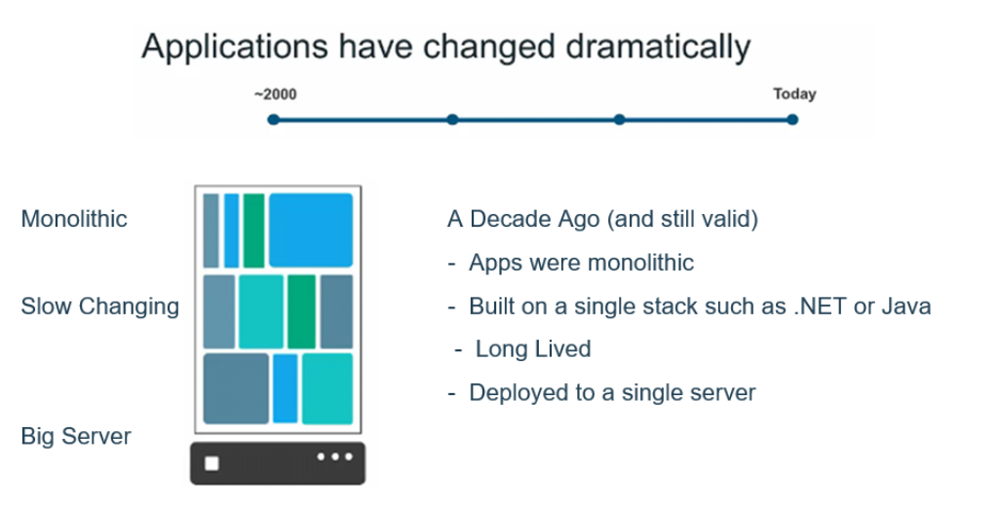 Applications have changed dramatically
~2000
Today
Monolithic
Slow Changing
Big Server
A Decade Ago (and still valid)
- Apps were monolithic
- Built on a single stack such as .NET or Java
- Long Lived
- Deployed to a single server